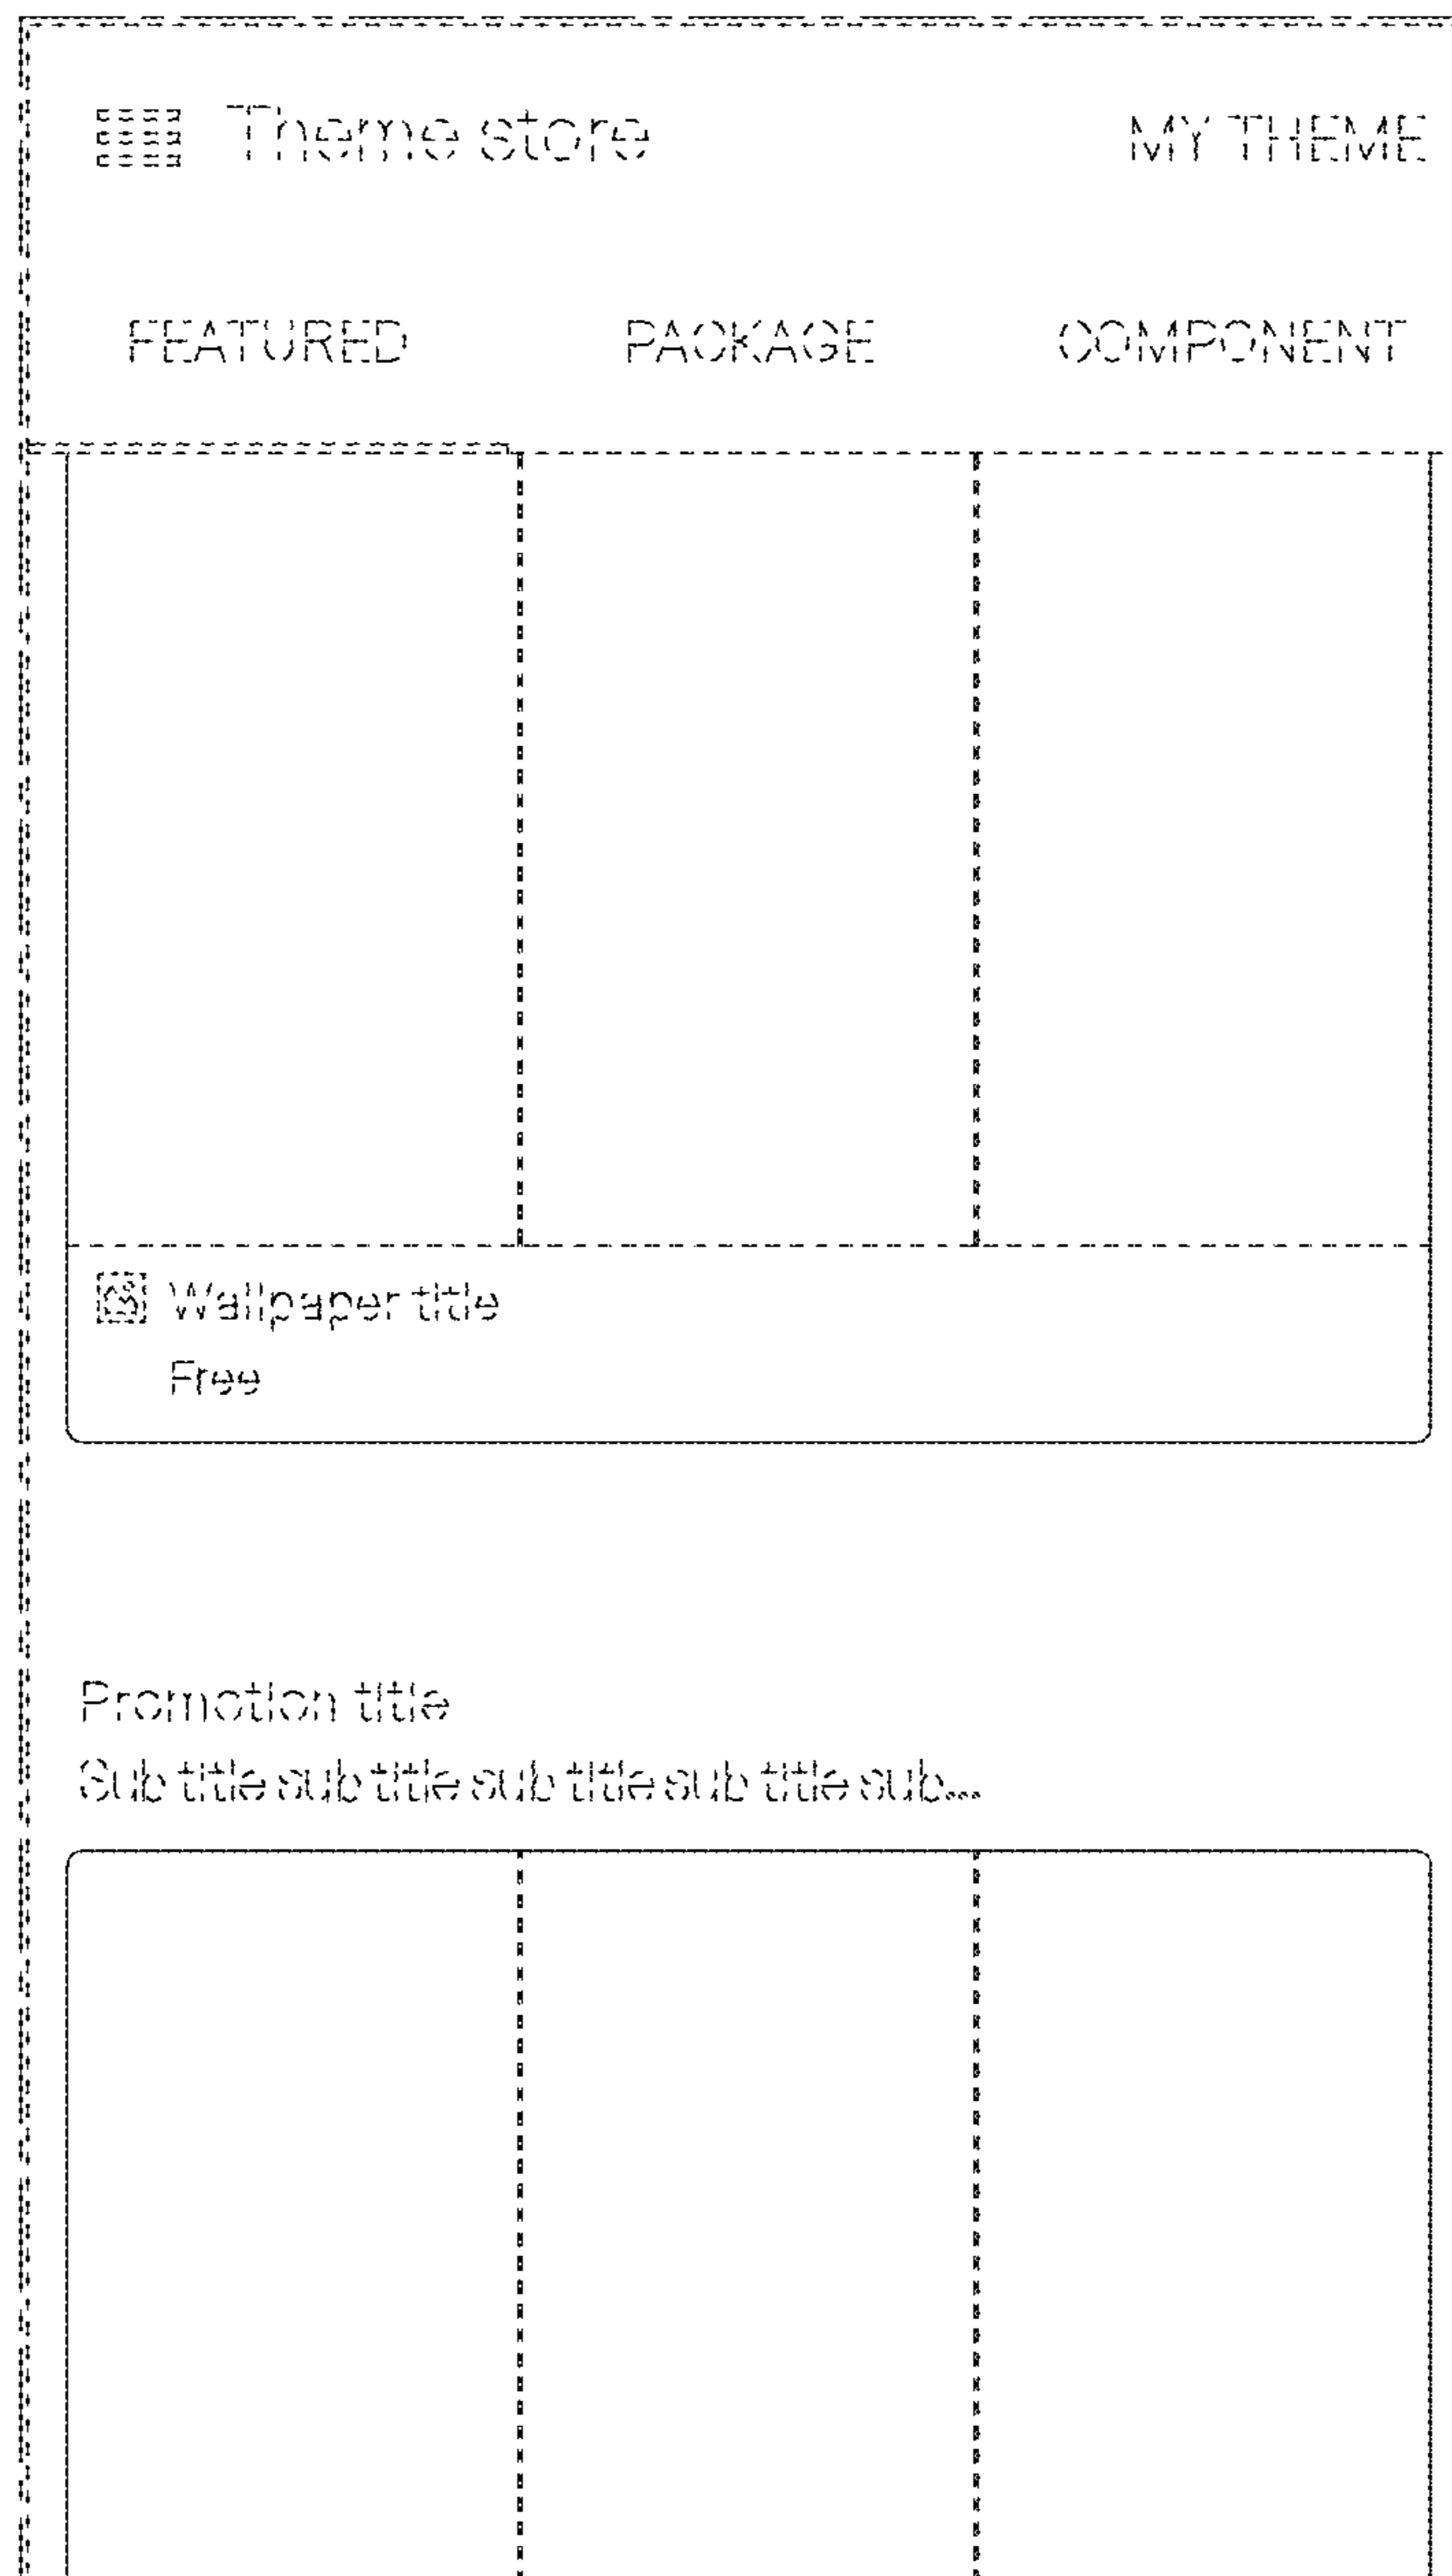 Theme store MY THEME
FEATURED PACKAGE COMPONENT
Wallpaper title
Free
Promotion title
Sub title sub title sub title sub title sub...